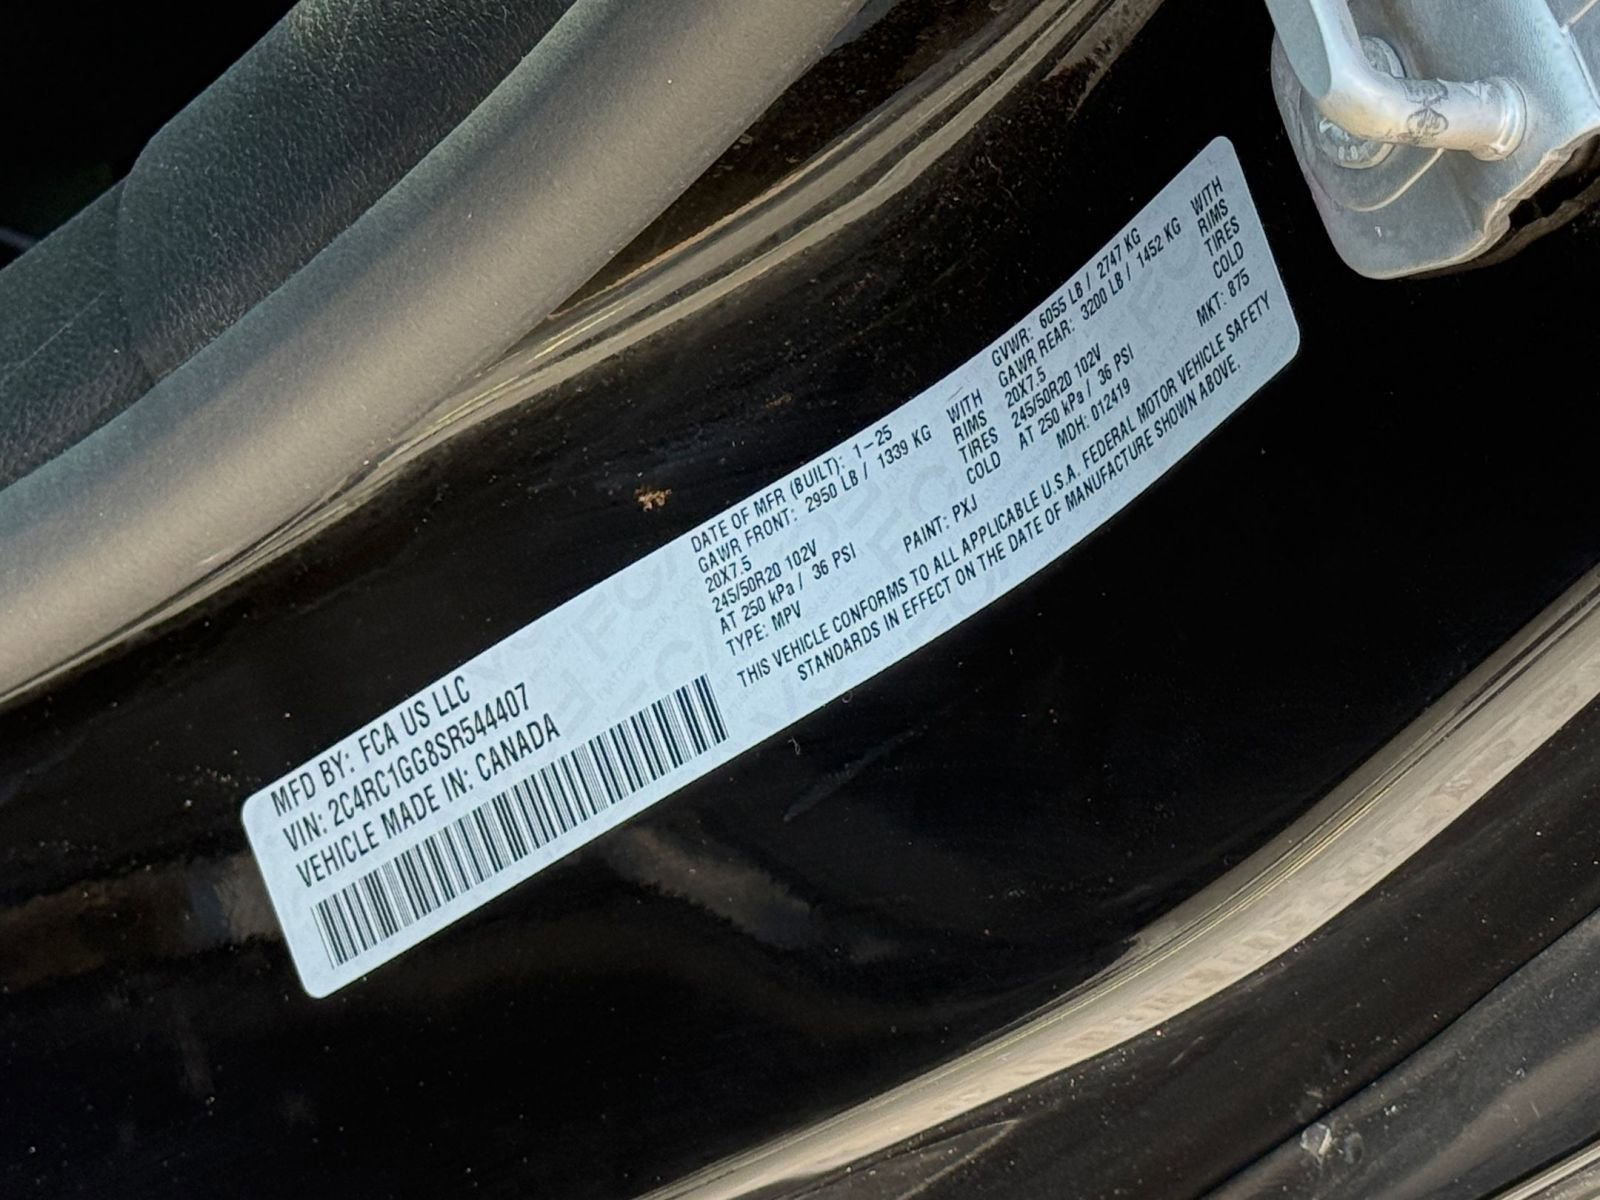 MFD BY: FCA US LLC
VIN: 2C4RC1GG8SR544407
VEHICLE MADE IN: CANADA
DATE OF MFR (BUILT): 1-25
GAWR FRONT: 2950 LB / 1339 KG WITH
20X7.5 RIMS
245/50R20 102V TIRES
AT 250 kPa / 36 PSI COLD
TYPE: MPV PAINT: PXJ
GVWR: 6055 LB / 2747 KG
GAWR REAR: 3200 LB / 1452 KG WITH
20X7.5 RIMS
245/50R20 102V TIRES
AT 250 kPa / 36 PSI COLD
MDH: 012419 MKT: 875
THIS VEHICLE CONFORMS TO ALL APPLICABLE U.S.A. FEDERAL MOTOR VEHICLE SAFETY
STANDARDS IN EFFECT ON THE DATE OF MANUFACTURE SHOWN ABOVE.